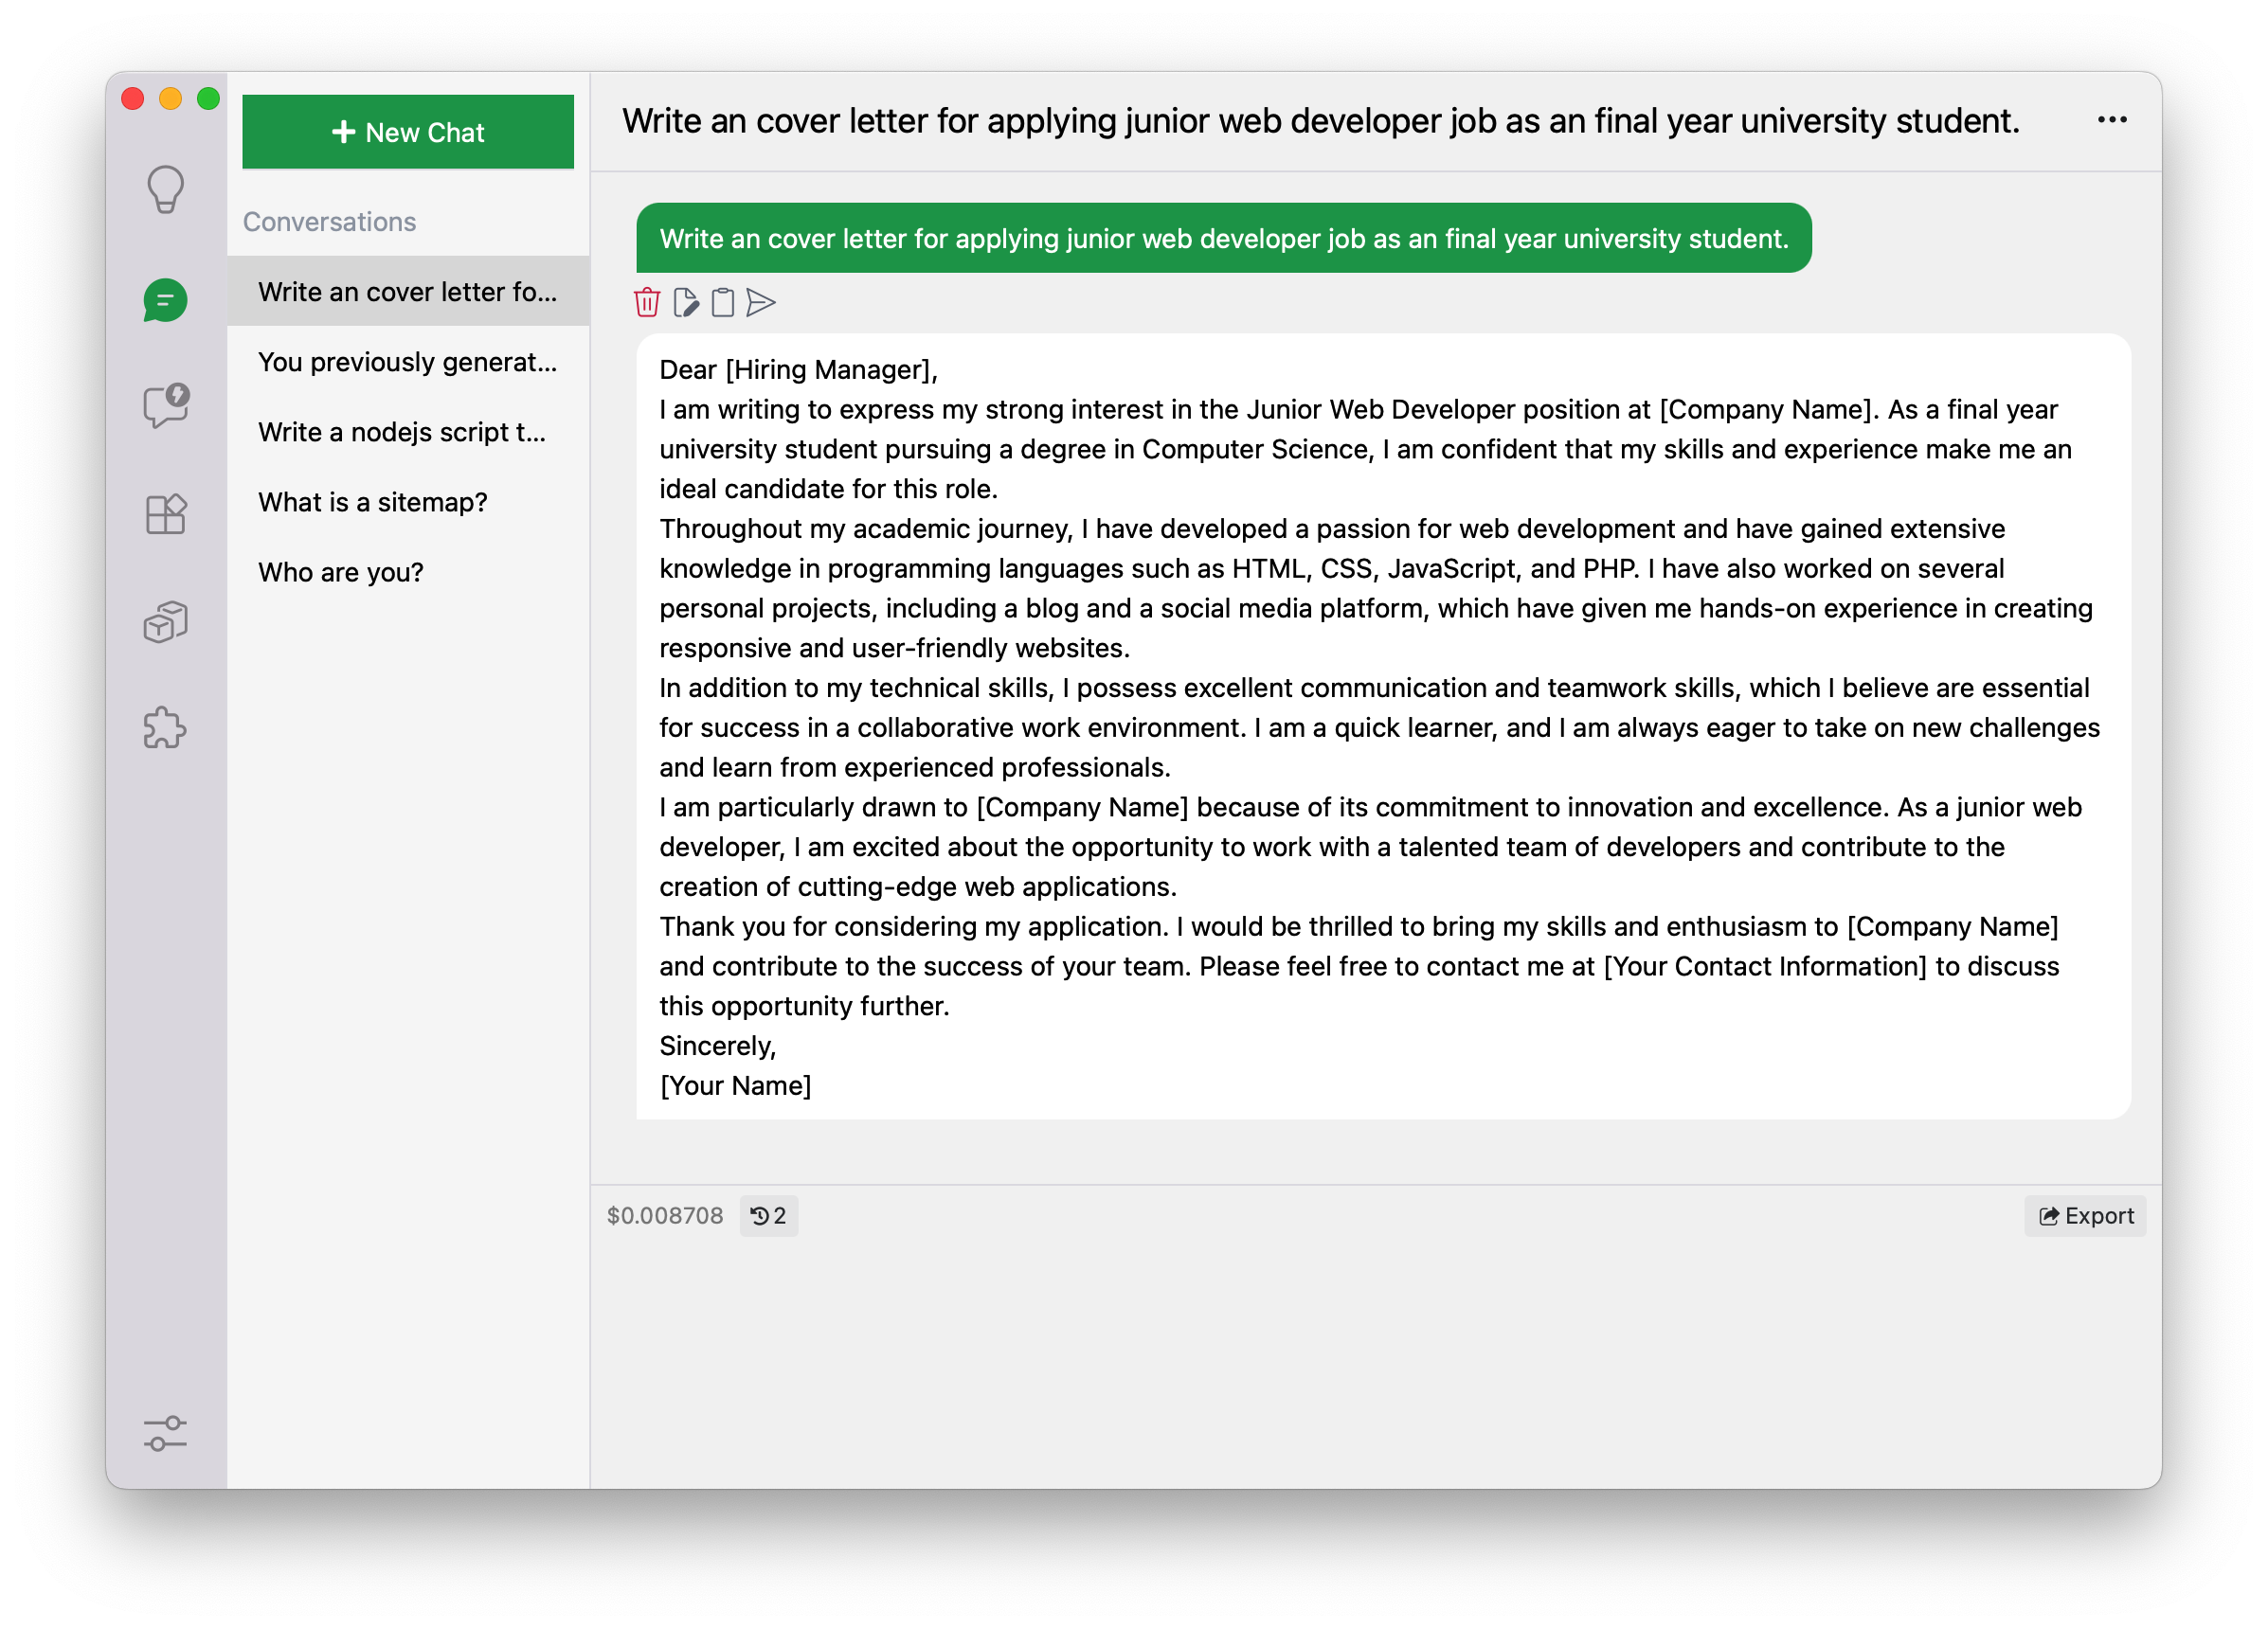 New Chat
Conversations
Write an cover letter fo...
You previously generat...
Write a nodejs script t...
What is a sitemap?
Who are you?
Write an cover letter for applying junior web developer job as an final year university student.
Write an cover letter for applying junior web developer job as an final year university student.
Dear [Hiring Manager],
I am writing to express my strong interest in the Junior Web Developer position at [Company Name]. As a final year
university student pursuing a degree in Computer Science, I am confident that my skills and experience make me an
ideal candidate for this role.
Throughout my academic journey, I have developed a passion for web development and have gained extensive
knowledge in programming languages such as HTML, CSS, JavaScript, and PHP. I have also worked on several
personal projects, including a blog and a social media platform, which have given me hands-on experience in creating
responsive and user-friendly websites.
In addition to my technical skills, I possess excellent communication and teamwork skills, which I believe are essential
for success in a collaborative work environment. I am a quick learner, and I am always eager to take on new challenges
and learn from experienced professionals.
I am particularly drawn to [Company Name] because of its commitment to innovation and excellence. As a junior web
developer, I am excited about the opportunity to work with a talented team of developers and contribute to the
creation of cutting-edge web applications.
Thank you for considering my application. I would be thrilled to bring my skills and enthusiasm to [Company Name]
and contribute to the success of your team. Please feel free to contact me at [Your Contact Information] to discuss
this opportunity further.
Sincerely,
[Your Name]
$0.008708
2
Export